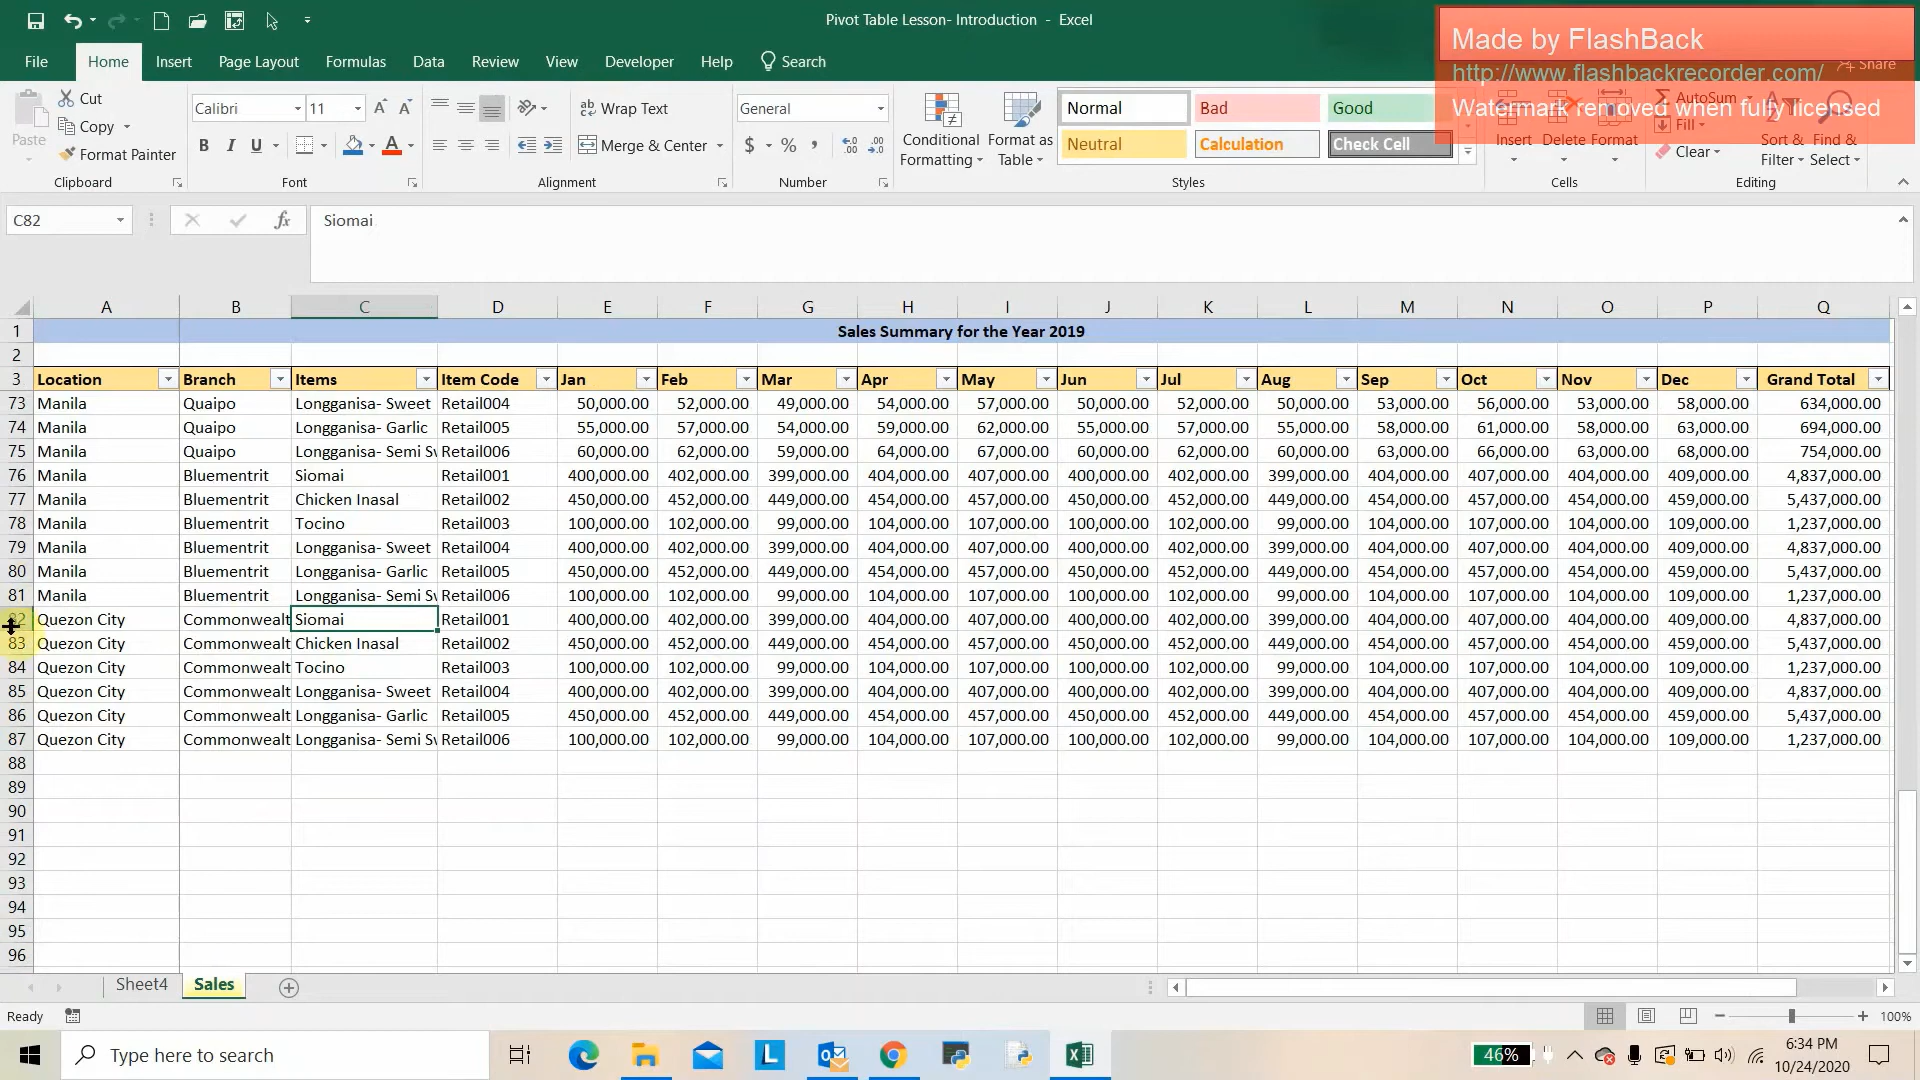 Pivot Table Lesson- Introduction - Excel
Made by FlashBack
http://www.flashbackrecorder.com/
Watermark removed when fully licensed
File Home Insert Page Layout Formulas Data Review View Developer Help Search Share
Cut
Copy
Format Painter
Paste
Clipboard
Calibri 11
Font
Wrap Text
Merge & Center
Alignment
General
Number
Conditional Formatting
Format as Table
Normal Bad Good
Neutral Calculation Check Cell
Styles
Insert Delete Format
Cells
AutoSum
Fill
Clear
Sort & Filter
Find & Select
Editing
C82 Siomai
A B C D E F G H I J K L M N O P Q
1 Sales Summary for the Year 2019
2
3 Location Branch Items Item Code Jan Feb Mar Apr May Jun Jul Aug Sep Oct Nov Dec Grand Total
73 Manila Quaipo Longganisa- Sweet Retail004 50,000.00 52,000.00 49,000.00 54,000.00 57,000.00 50,000.00 52,000.00 50,000.00 53,000.00 56,000.00 53,000.00 58,000.00 634,000.00
74 Manila Quaipo Longganisa- Garlic Retail005 55,000.00 57,000.00 54,000.00 59,000.00 62,000.00 55,000.00 57,000.00 55,000.00 58,000.00 61,000.00 58,000.00 63,000.00 694,000.00
75 Manila Quaipo Longganisa- Semi Retail006 60,000.00 62,000.00 59,000.00 64,000.00 67,000.00 60,000.00 62,000.00 60,000.00 63,000.00 66,000.00 63,000.00 68,000.00 754,000.00
76 Manila Bluementrit Siomai Retail001 400,000.00 402,000.00 399,000.00 404,000.00 407,000.00 400,000.00 402,000.00 399,000.00 404,000.00 407,000.00 404,000.00 409,000.00 4,837,000.00
77 Manila Bluementrit Chicken Inasal Retail002 450,000.00 452,000.00 449,000.00 454,000.00 457,000.00 450,000.00 452,000.00 449,000.00 454,000.00 457,000.00 454,000.00 459,000.00 5,437,000.00
78 Manila Bluementrit Tocino Retail003 100,000.00 102,000.00 99,000.00 104,000.00 107,000.00 100,000.00 102,000.00 99,000.00 104,000.00 107,000.00 104,000.00 109,000.00 1,237,000.00
79 Manila Bluementrit Longganisa- Sweet Retail004 400,000.00 402,000.00 399,000.00 404,000.00 407,000.00 400,000.00 402,000.00 399,000.00 404,000.00 407,000.00 404,000.00 409,000.00 4,837,000.00
80 Manila Bluementrit Longganisa- Garlic Retail005 450,000.00 452,000.00 449,000.00 454,000.00 457,000.00 450,000.00 452,000.00 449,000.00 454,000.00 457,000.00 454,000.00 459,000.00 5,437,000.00
81 Manila Bluementrit Longganisa- Semi Retail006 100,000.00 102,000.00 99,000.00 104,000.00 107,000.00 100,000.00 102,000.00 99,000.00 104,000.00 107,000.00 104,000.00 109,000.00 1,237,000.00
82 Quezon City Commonwealt Siomai Retail001 400,000.00 402,000.00 399,000.00 404,000.00 407,000.00 400,000.00 402,000.00 399,000.00 404,000.00 407,000.00 404,000.00 409,000.00 4,837,000.00
83 Quezon City Commonwealt Chicken Inasal Retail002 450,000.00 452,000.00 449,000.00 454,000.00 457,000.00 450,000.00 452,000.00 449,000.00 454,000.00 457,000.00 454,000.00 459,000.00 5,437,000.00
84 Quezon City Commonwealt Tocino Retail003 100,000.00 102,000.00 99,000.00 104,000.00 107,000.00 100,000.00 102,000.00 99,000.00 104,000.00 107,000.00 104,000.00 109,000.00 1,237,000.00
85 Quezon City Commonwealt Longganisa- Sweet Retail004 400,000.00 402,000.00 399,000.00 404,000.00 407,000.00 400,000.00 402,000.00 399,000.00 404,000.00 407,000.00 404,000.00 409,000.00 4,837,000.00
86 Quezon City Commonwealt Longganisa- Garlic Retail005 450,000.00 452,000.00 449,000.00 454,000.00 457,000.00 450,000.00 452,000.00 449,000.00 454,000.00 457,000.00 454,000.00 459,000.00 5,437,000.00
87 Quezon City Commonwealt Longganisa- Semi Retail006 100,000.00 102,000.00 99,000.00 104,000.00 107,000.00 100,000.00 102,000.00 99,000.00 104,000.00 107,000.00 104,000.00 109,000.00 1,237,000.00
88
89
90
91
92
93
94
95
96
Sheet4 Sales
Ready 100%
Type here to search
46%
6:34 PM
10/24/2020